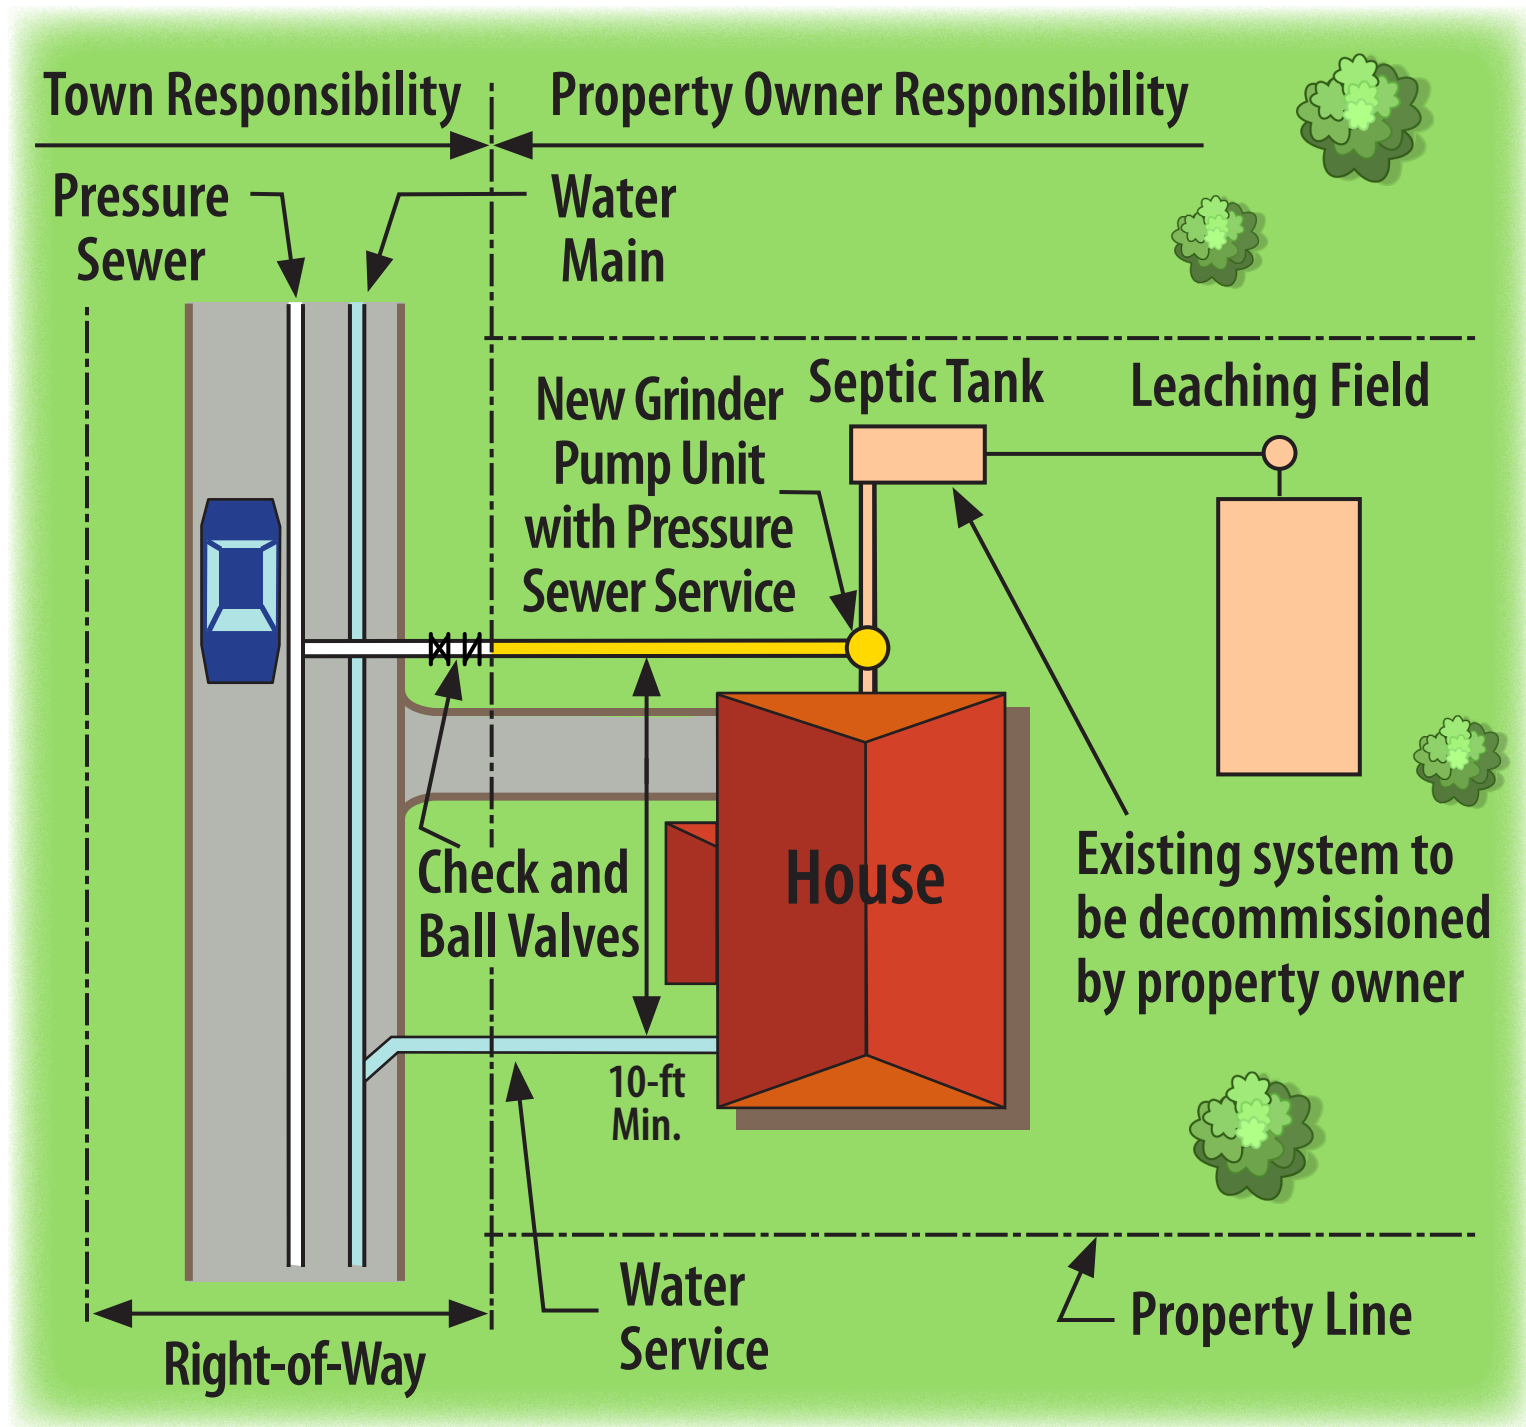 Town Responsibility
Property Owner Responsibility
Pressure
Sewer
Water
Main
New Grinder
Pump Unit
with Pressure
Sewer Service
Septic Tank
Leaching Field
Check and
Ball Valves
House
Existing system to
be decommissioned
by property owner
10-ft
Min.
Water
Service
Property Line
Right-of-Way